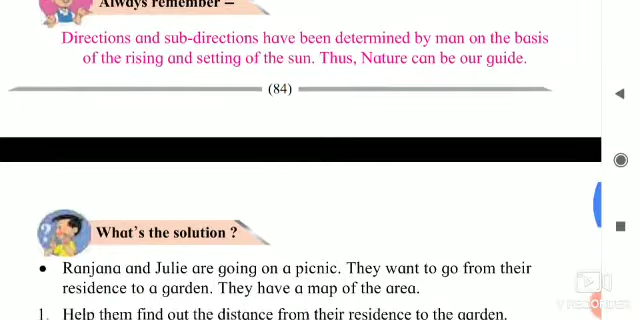 Always remember –
Directions and sub-directions have been determined by man on the basis
of the rising and setting of the sun. Thus, Nature can be our guide.
(84)
What's the solution ?
• Ranjana and Julie are going on a picnic. They want to go from their
residence to a garden. They have a map of the area.
1. Help them find out the distance from their residence to the garden.
V RECORDER